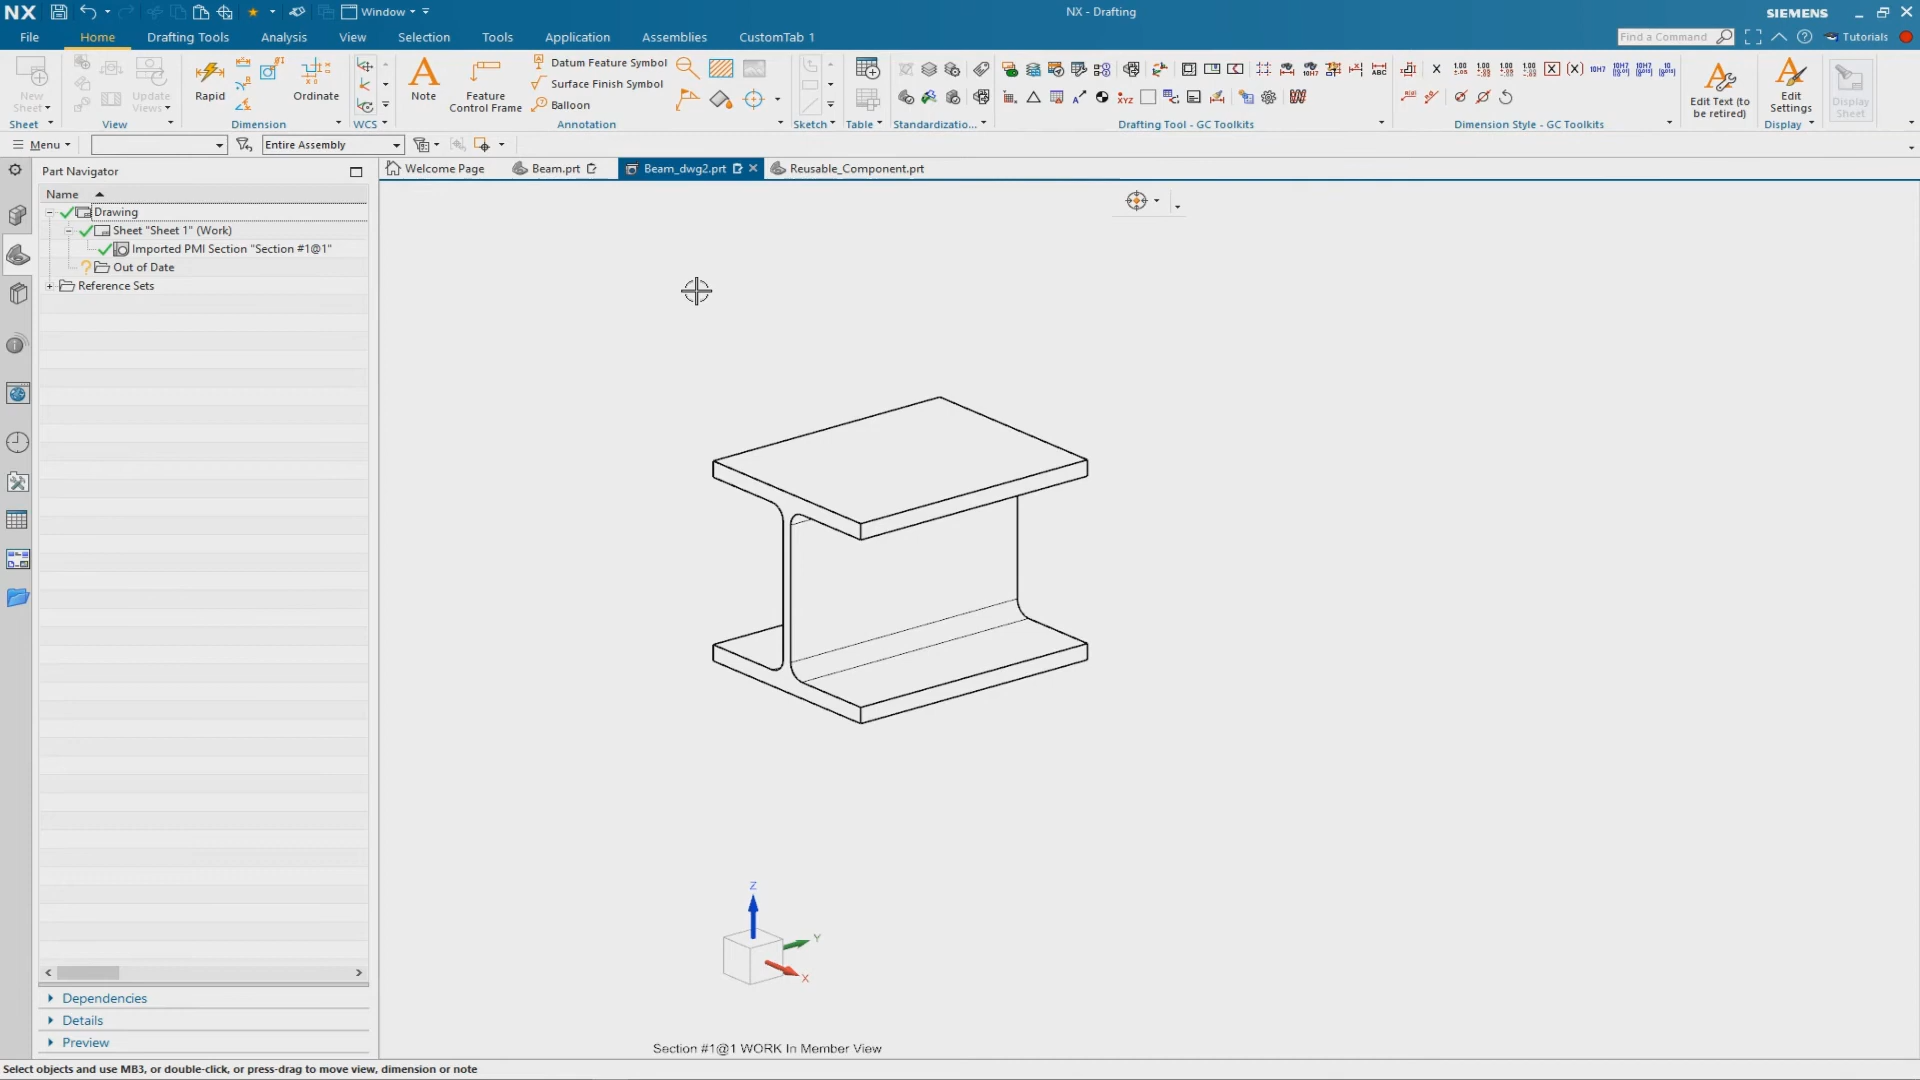 NX
Window
NX - Drafting
SIEMENS
File
Home
Drafting Tools
Analysis
View
Selection
Tools
Application
Assemblies
CustomTab 1
Find a Command
Tutorials
New
Sheet
Update
Views
Rapid
Ordinate
Note
Feature
Control Frame
Datum Feature Symbol
Surface Finish Symbol
Balloon
Edit Text (to
be retired)
Edit
Settings
Display
Sheet
Sheet
View
Dimension
WCS
Annotation
Sketch
Table
Standardizatio...
Drafting Tool - GC Toolkits
Dimension Style - GC Toolkits
Display
Menu
Entire Assembly
Part Navigator
Welcome Page
Beam.prt
Beam_dwg2.prt
Reusable_Component.prt
Name
Drawing
Sheet "Sheet 1" (Work)
Imported PMI Section "Section #1@1"
Out of Date
Reference Sets
Z
Y
X
Dependencies
Details
Preview
Section #1@1 WORK In Member View
Select objects and use MB3, or double-click, or press-drag to move view, dimension or note